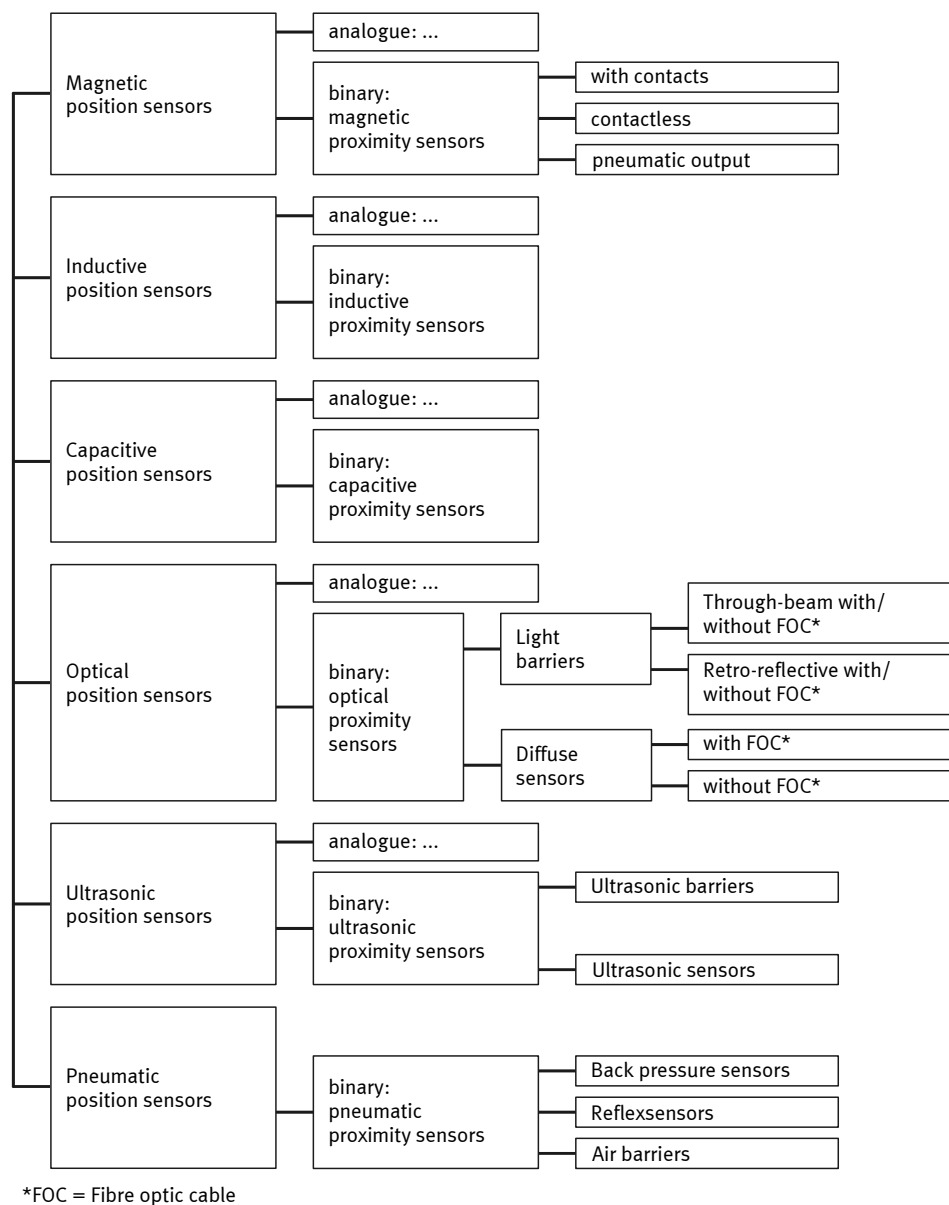 Magnetic
position sensors
analogue: ...
binary:
magnetic
proximity sensors
with contacts
contactless
pneumatic output
Inductive
position sensors
analogue: ...
binary:
inductive
proximity sensors
Capacitive
position sensors
analogue: ...
binary:
capacitive
proximity sensors
Optical
position sensors
analogue: ...
binary:
optical
proximity
sensors
Light
barriers
Through-beam with/
without FOC*
Retro-reflective with/
without FOC*
Diffuse
sensors
with FOC*
without FOC*
Ultrasonic
position sensors
analogue: ...
binary:
ultrasonic
proximity sensors
Ultrasonic barriers
Ultrasonic sensors
Pneumatic
position sensors
binary:
pneumatic
proximity sensors
Back pressure sensors
Reflexsensors
Air barriers
*FOC = Fibre optic cable